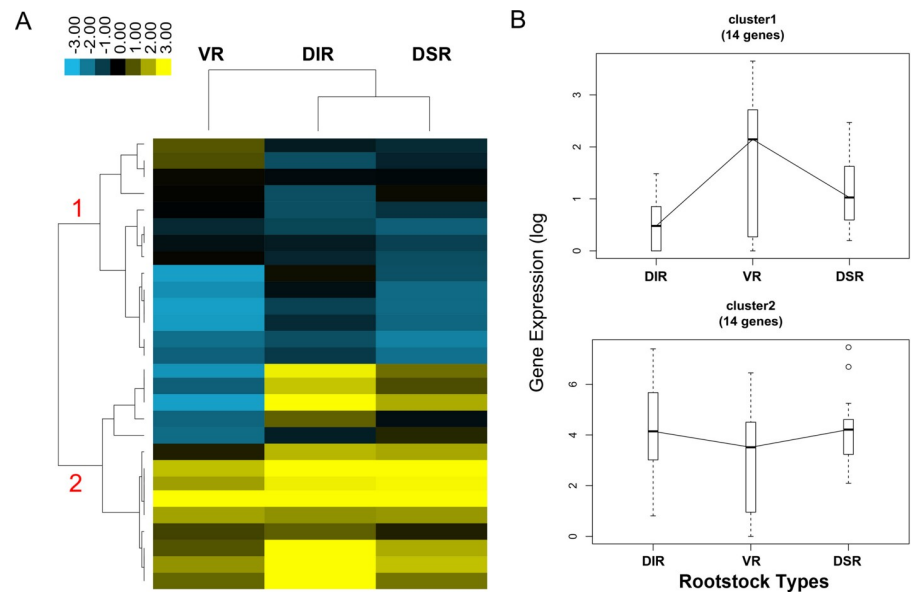 A
-3.00
-2.00
-1.00
0.00
1.00
2.00
3.00
VR DIR DSR
1
2
B
cluster1
(14 genes)
0 1 2 3
DIR VR DSR
cluster2
(14 genes)
0 2 4 6
DIR VR DSR
Gene Expression (log
Rootstock Types